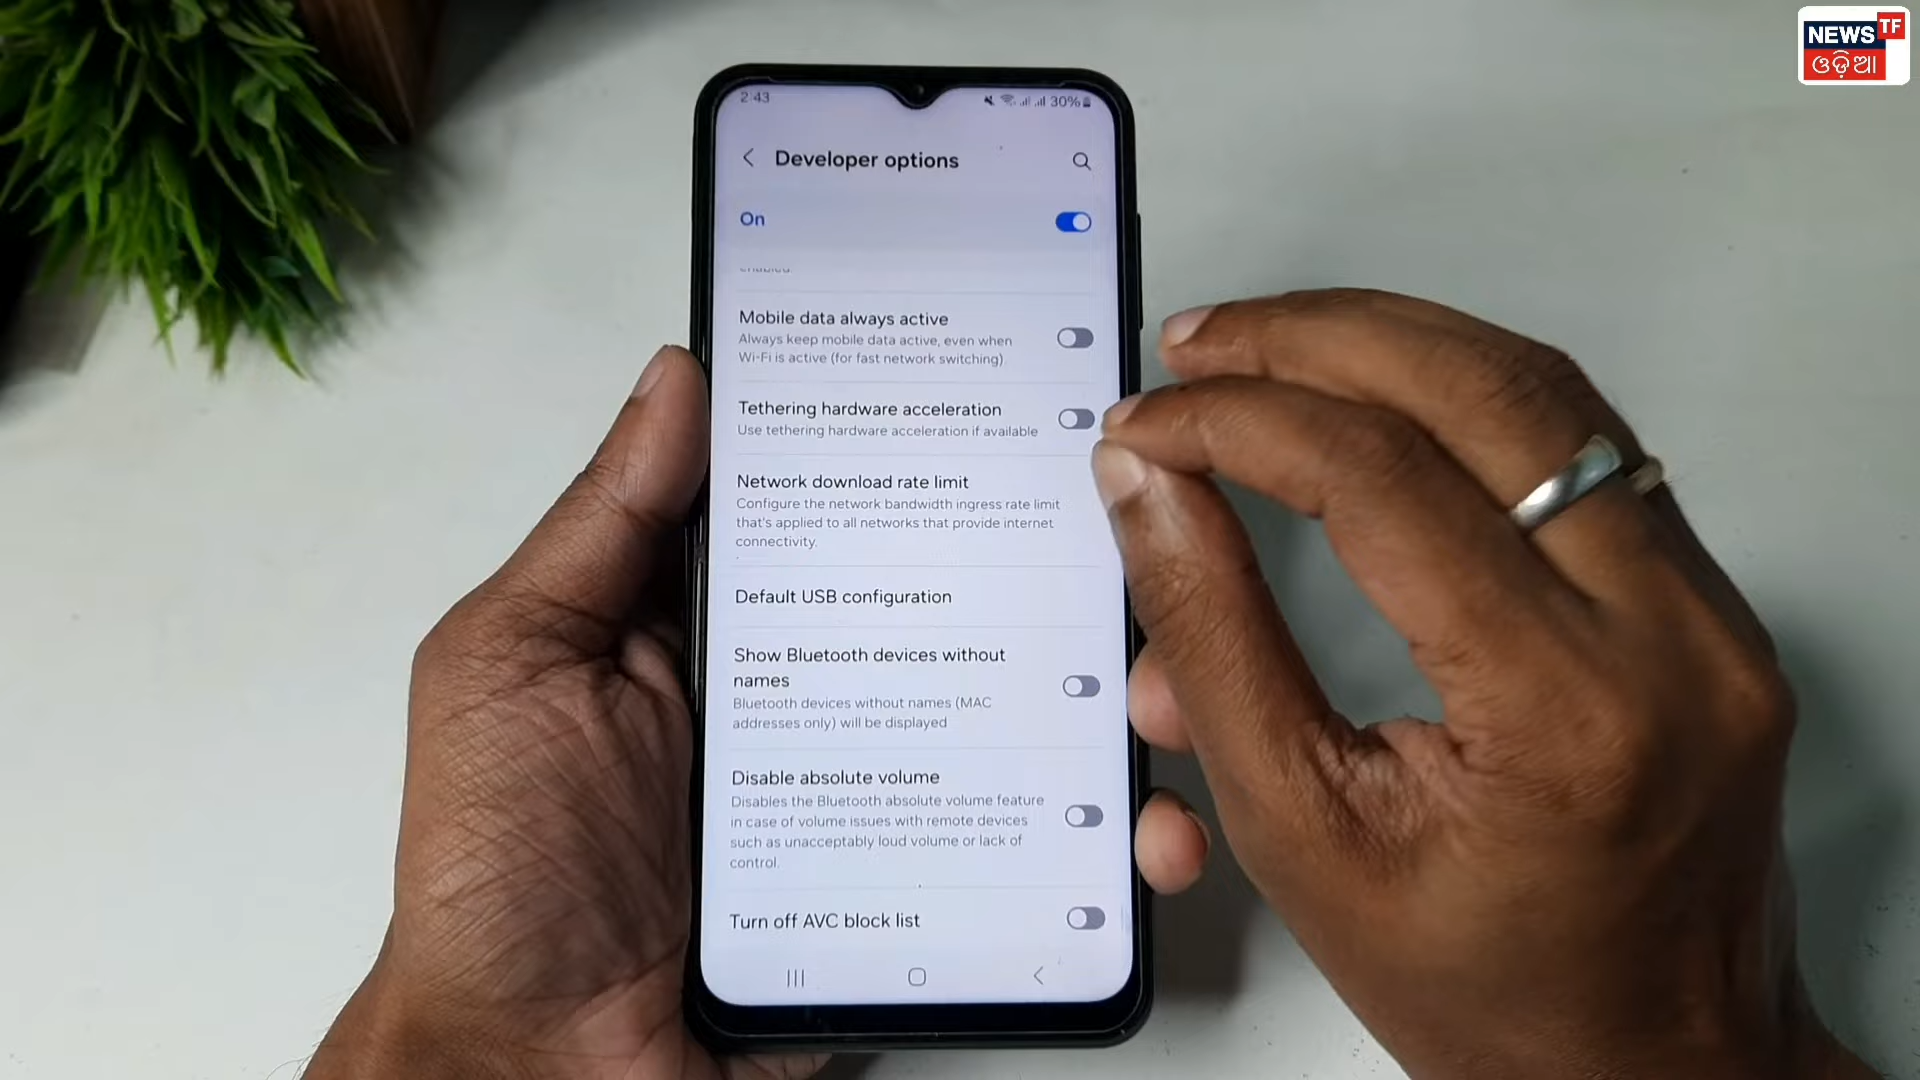 NEWS TF
ଓଡ଼ିଆ
2:43
30%
Developer options
On
enabled.
Mobile data always active
Always keep mobile data active, even when
Wi-Fi is active (for fast network switching)
Tethering hardware acceleration
Use tethering hardware acceleration if available
Network download rate limit
Configure the network bandwidth ingress rate limit
that's applied to all networks that provide internet
connectivity.
Default USB configuration
Show Bluetooth devices without
names
Bluetooth devices without names (MAC
addresses only) will be displayed
Disable absolute volume
Disables the Bluetooth absolute volume feature
in case of volume issues with remote devices
such as unacceptably loud volume or lack of
control.
Turn off AVC block list